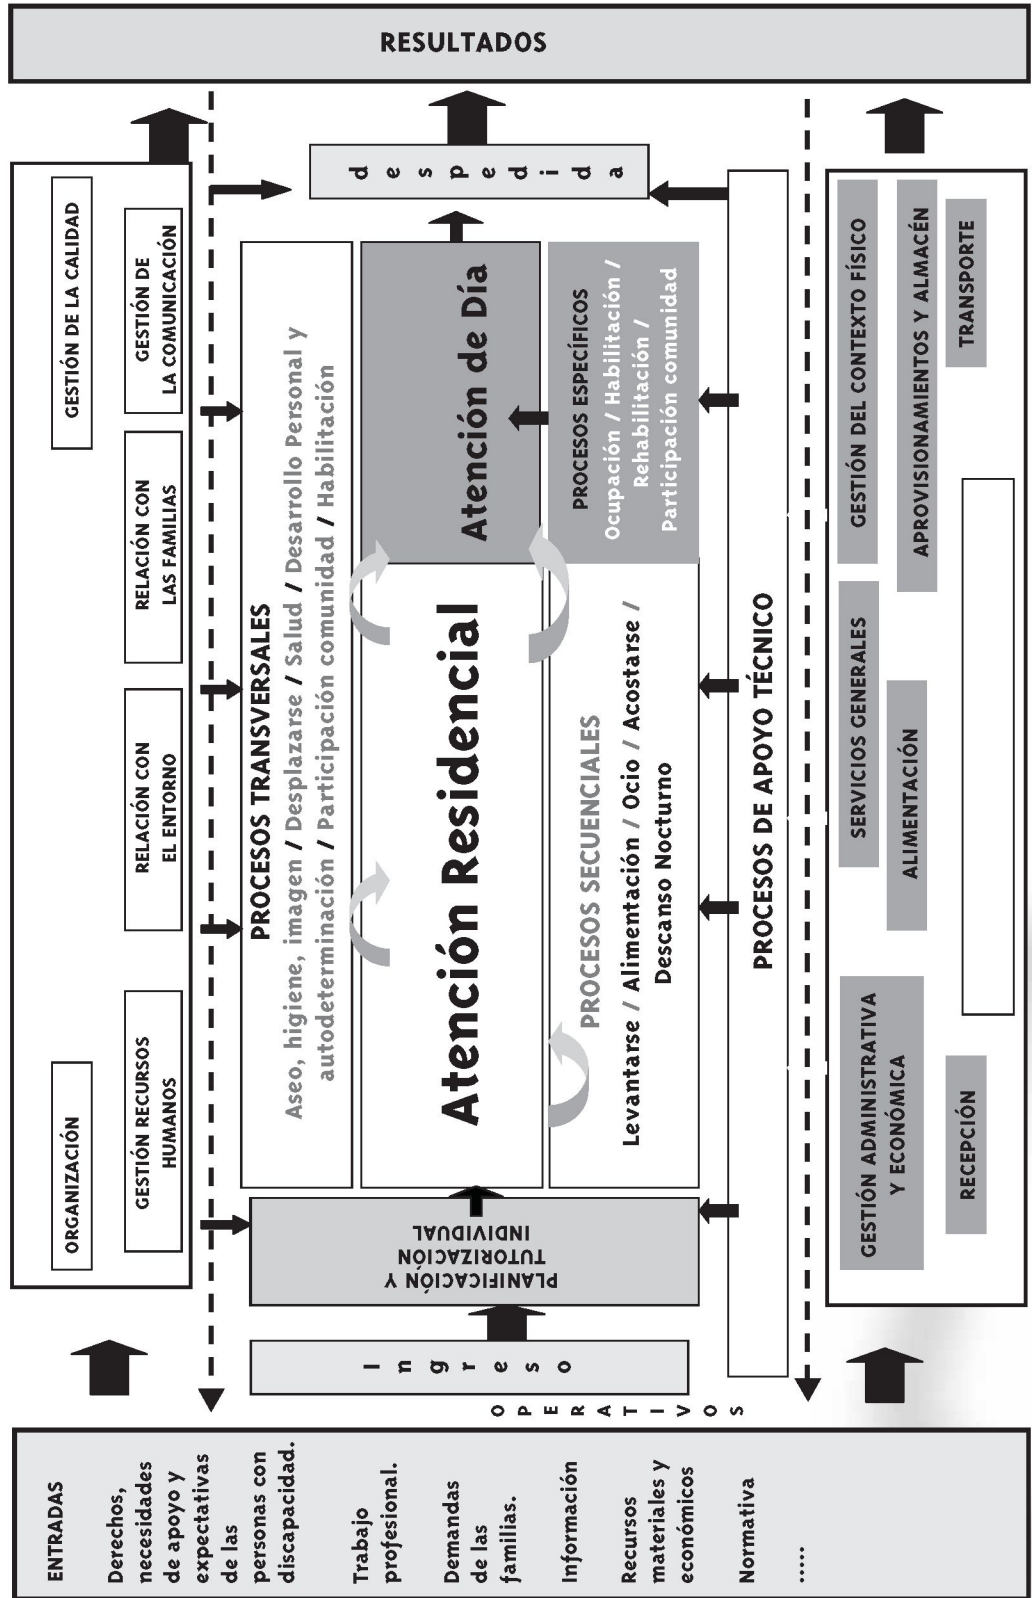 ENTRADAS
Derechos,
necesidades
de apoyo y
expectativas
de las
personas con
discapacidad.
Trabajo
profesional.
Demandas
de las
familias.
Información
Recursos
materiales y
económicos
Normativa
.....
ORGANIZACIÓN
GESTIÓN DE LA CALIDAD
GESTIÓN RECURSOS
HUMANOS
RELACIÓN CON
EL ENTORNO
RELACIÓN CON
LAS FAMILIAS
GESTIÓN DE
LA COMUNICACIÓN
OPERATIVOS
Ingreso
PLANIFICACIÓN Y
TUTORIZACIÓN
INDIVIDUAL
PROCESOS TRANSVERSALES
Aseo, higiene, imagen / Desplazarse / Salud / Desarrollo Personal y
autodeterminación / Participación comunidad / Habilitación
Atención Residencial
Atención de Día
PROCESOS SECUENCIALES
Levantarse / Alimentación / Ocio / Acostarse /
Descanso Nocturno
PROCESOS ESPECÍFICOS
Ocupación / Habilitación /
Rehabilitación /
Participación comunidad
despedida
PROCESOS DE APOYO TÉCNICO
GESTIÓN ADMINISTRATIVA
Y ECONÓMICA
SERVICIOS GENERALES
GESTIÓN DEL CONTEXTO FÍSICO
ALIMENTACIÓN
APROVISIONAMIENTOS Y ALMACÉN
RECEPCIÓN
TRANSPORTE
RESULTADOS